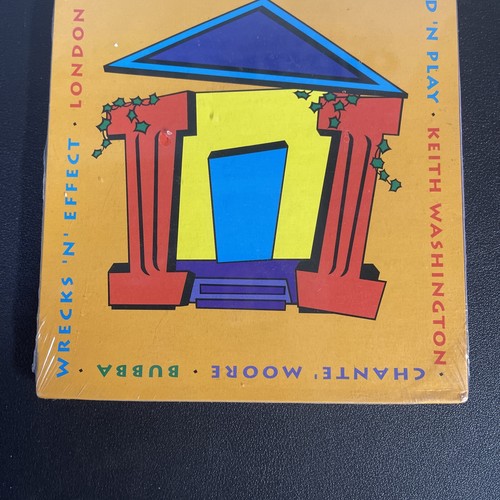 D 'N PLAY · KEITH WASHINGTON ·
CHANTE' MOORE · BUBBA ·
WRECKS 'N' EFFECT · LONDON